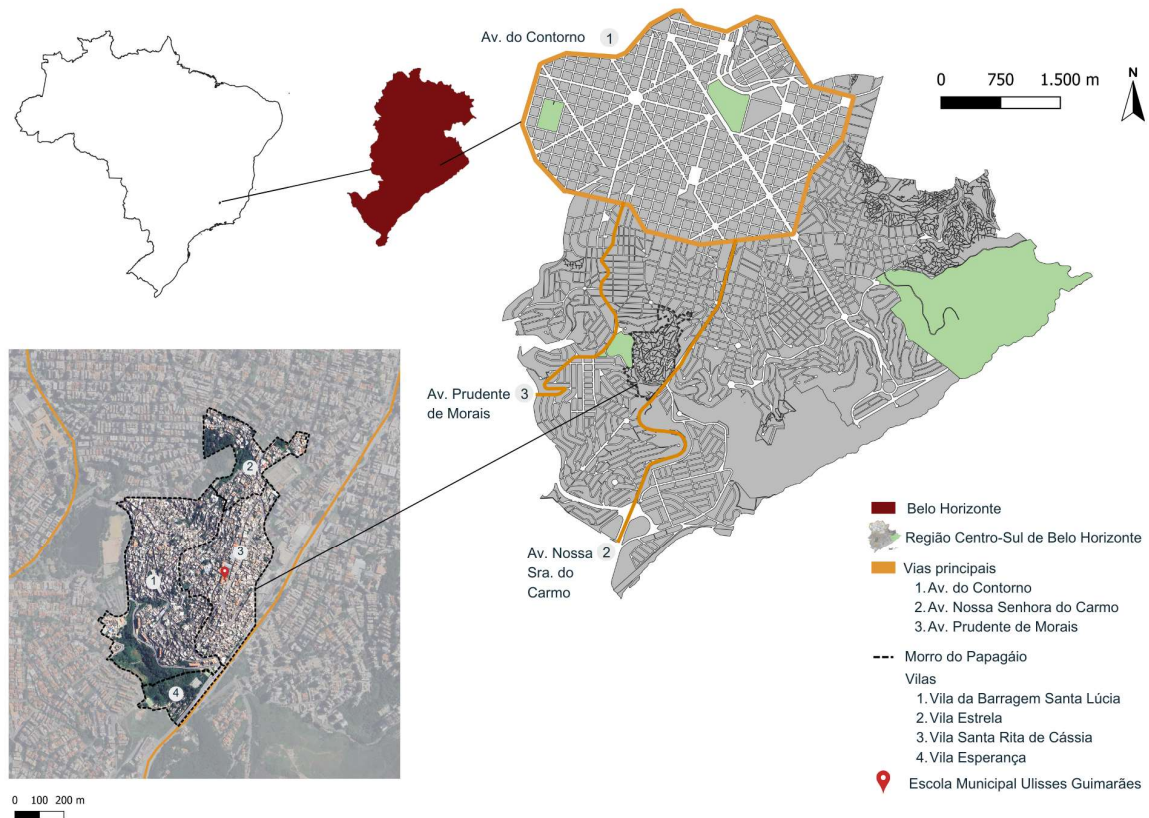 Av. do Contorno 1
0 750 1.500 m
N
Av. Prudente
de Morais 3
Av. Nossa 2
Sra. do
Carmo
2
3
1
4
0 100 200 m
Belo Horizonte
Região Centro-Sul de Belo Horizonte
Vias principais
1. Av. do Contorno
2. Av. Nossa Senhora do Carmo
3. Av. Prudente de Morais
Morro do Papagáio
Vilas
1. Vila da Barragem Santa Lúcia
2. Vila Estrela
3. Vila Santa Rita de Cássia
4. Vila Esperança
Escola Municipal Ulisses Guimarães